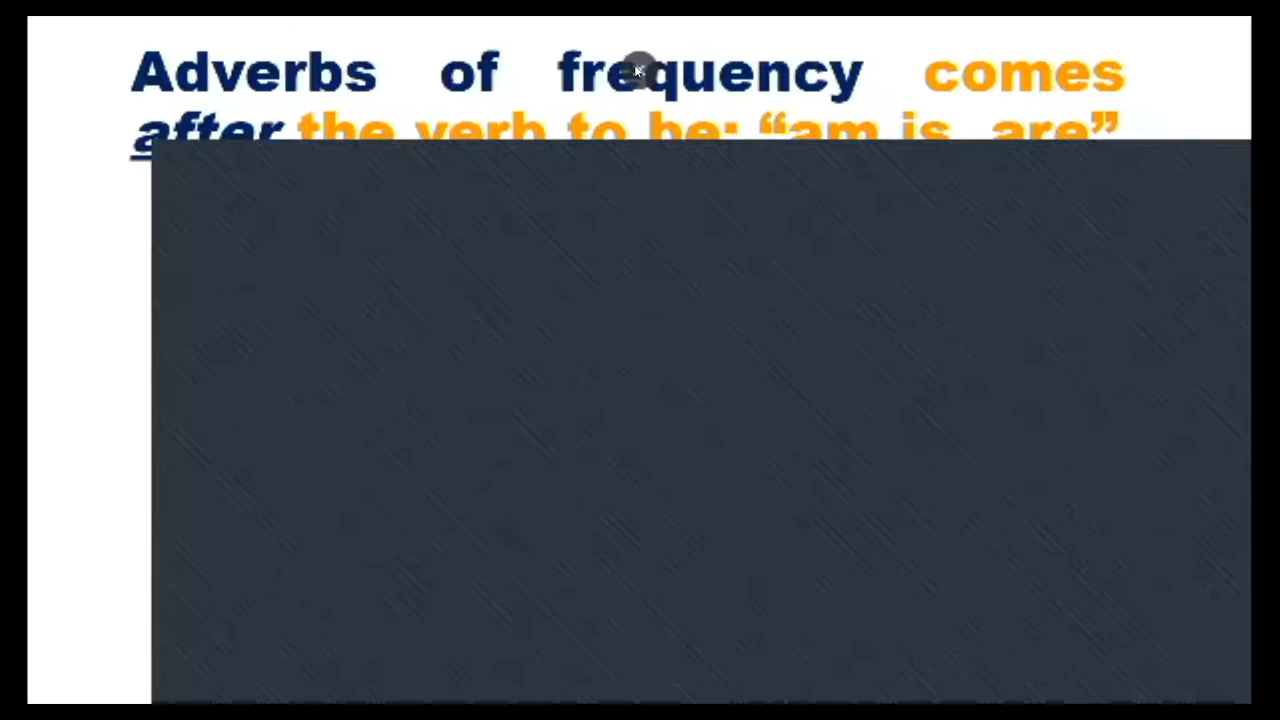 Adverbs of frequency comes
after the verb to be: “am is are”